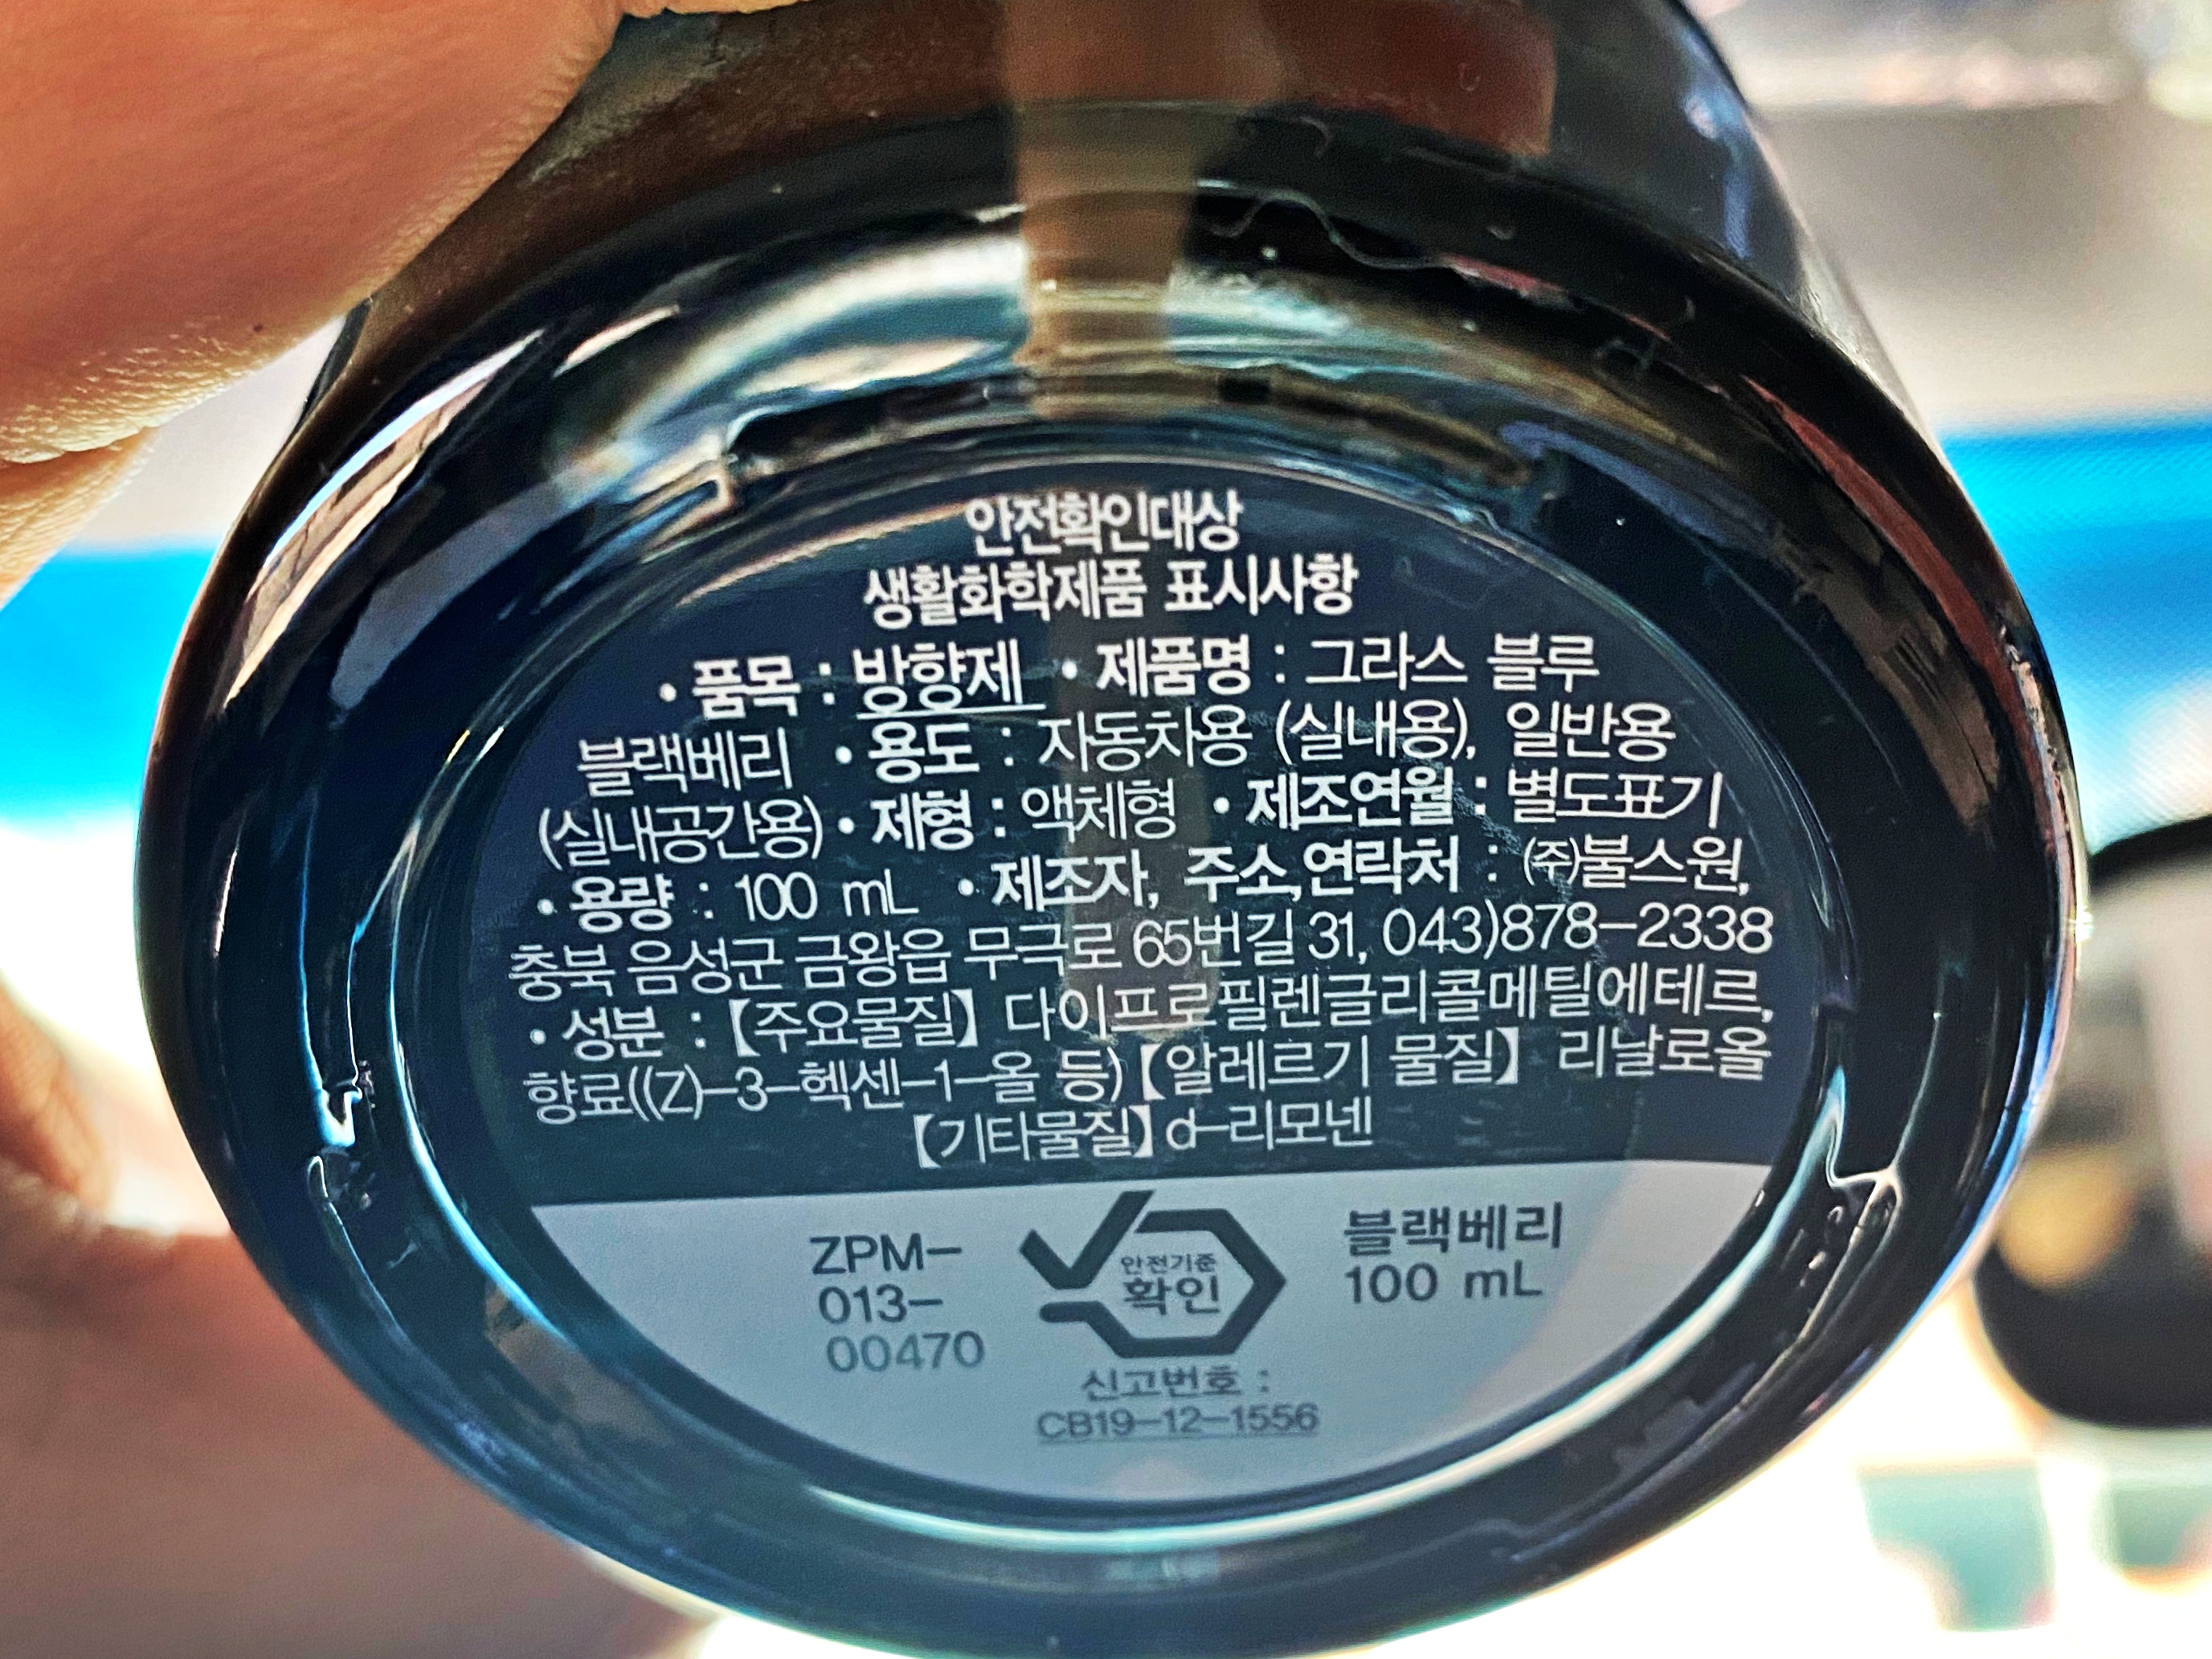 안전확인대상
생활화학제품 표시사항
• 품목 : 방향제 • 제품명 : 그라스 블루
블랙베리 • 용도 : 자동차용 (실내용), 일반용
(실내공간용) • 제형 : 액체형 • 제조연월 : 별도표기
• 용량 : 100 mL • 제조자, 주소,연락처 : ㈜불스원,
충북 음성군 금왕읍 무극로 65번길 31, 043)878-2338
• 성분 : 【주요물질】 다이프로필렌글리콜메틸에테르,
향료((Z)-3-헥센-1-올 등) 【알레르기 물질】 리날로올
【기타물질】 d-리모넨
ZPM-
013-
00470
안전기준
확인
신고번호 :
CB19-12-1556
블랙베리
100 mL